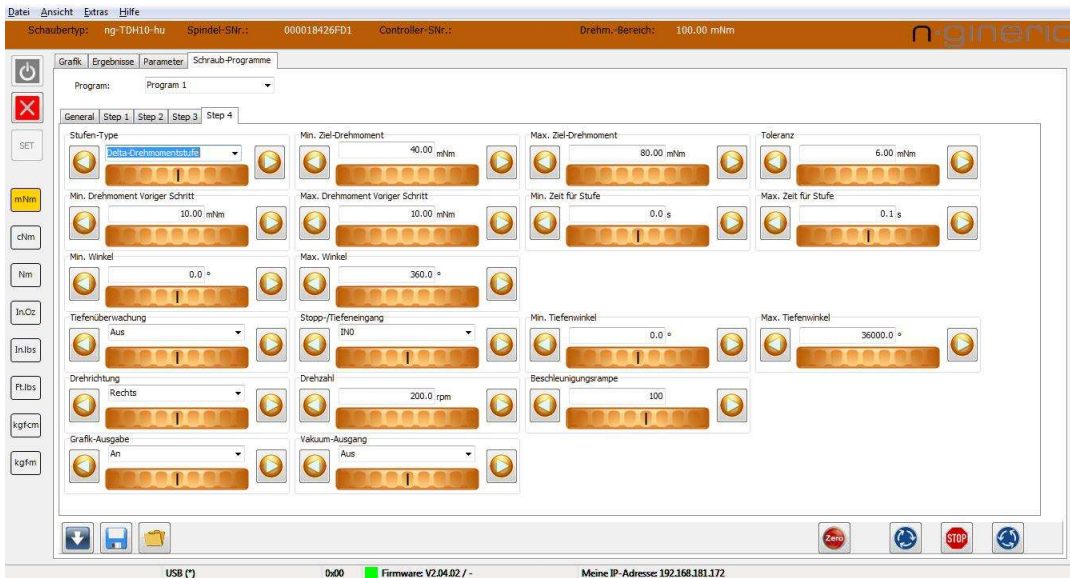 Datei Ansicht Extras Hilfe
Schaubertyp: ng-TDH10-hu Spindel-SNr.: 000018426FD1 Controller-SNr.: Drehm.-Bereich: 100.00 mNm n-gineric
Grafik Ergebnisse Parameter Schraub-Programme
Program: Program 1
General Step 1 Step 2 Step 3 Step 4
SET
Stufen-Type Min. Ziel-Drehmoment Max. Ziel-Drehmoment Toleranz
Delta-Drehmomentstufe 40.00 mNm 80.00 mNm 6.00 mNm
mNm
Min. Drehmoment Voriger Schritt Max. Drehmoment Voriger Schritt Min. Zeit für Stufe Max. Zeit für Stufe
10.00 mNm 10.00 mNm 0.0 s 0.1 s
cNm
Min. Winkel Max. Winkel
0.0 ° 360.0 °
Nm
In.Oz
Tiefenüberwachung Stopp-/Tiefeneingang Min. Tiefenwinkel Max. Tiefenwinkel
Aus IN0 0.0 ° 36000.0 °
In.lbs
Drehrichtung Drehzahl Beschleunigungsrampe
Rechts 200.0 rpm 100
Ft.lbs
kgfcm
Grafik-Ausgabe Vakuum-Ausgang
An Aus
kgfm
Zero STOP
USB (*) 0x00 Firmware: V2.04.02 / - Meine IP-Adresse: 192.168.181.172